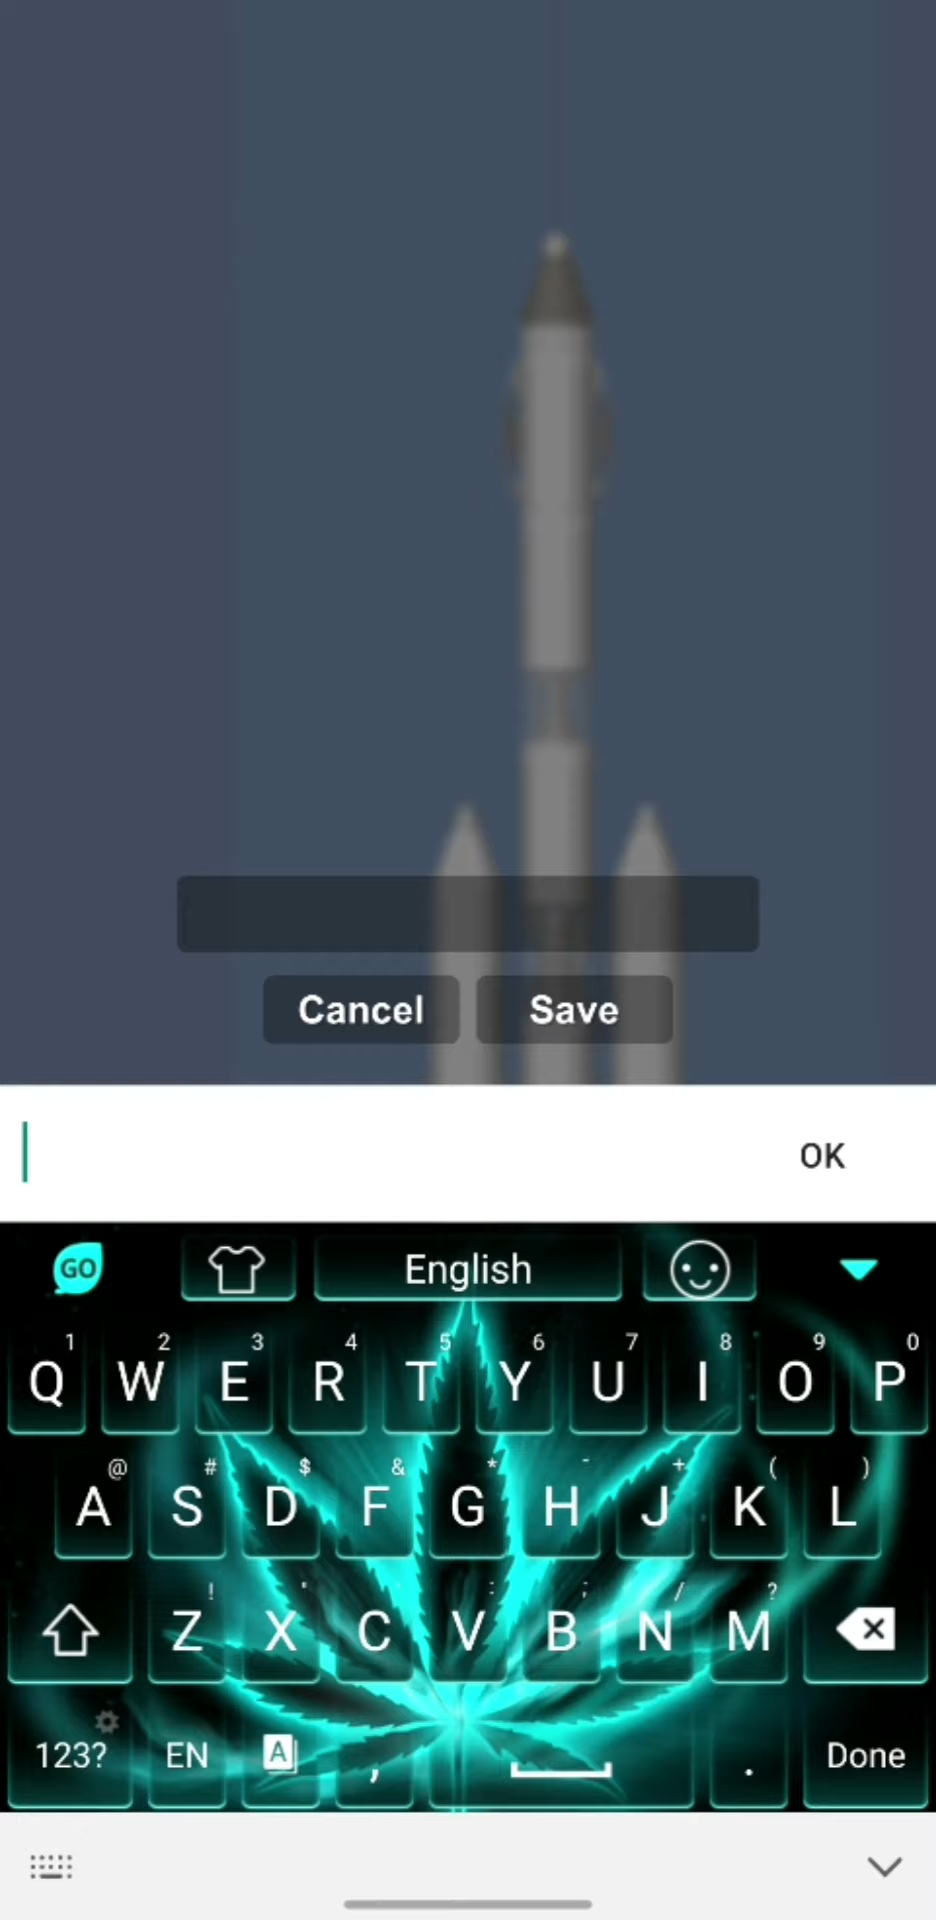 Cancel Save
OK
GO English
1 2 3 4 5 6 7 8 9 0
Q W E R T Y U I O P
@ # $ & * - + ( )
A S D F G H J K L
! ' : ; / ?
Z X C V B N M
123? EN A , . Done